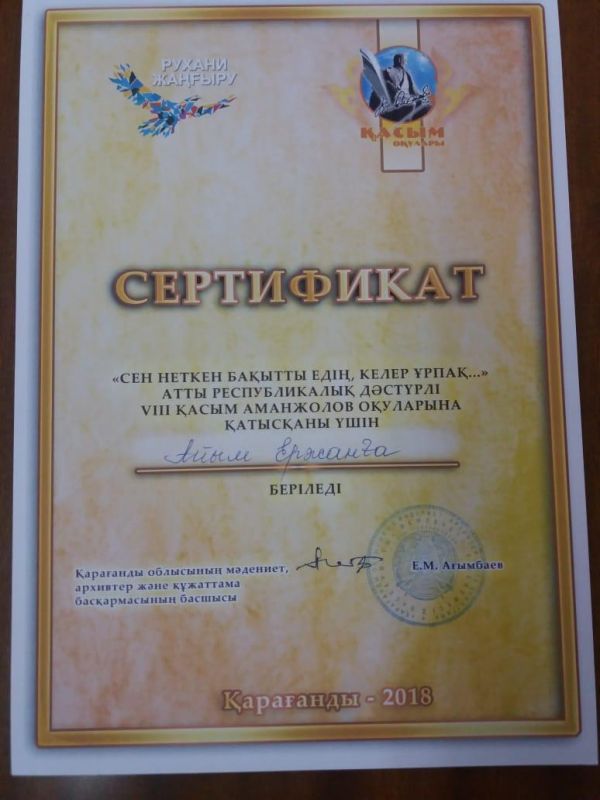 РУХАНИ
ЖАҢҒЫРУ
ҚАСЫМ
ОҚУЛАРЫ
СЕРТИФИКАТ
«СЕН НЕТКЕН БАҚЫТТЫ ЕДІҢ, КЕЛЕР ҰРПАҚ...»
АТТЫ РЕСПУБЛИКАЛЫҚ ДӘСТҮРЛІ
VIII ҚАСЫМ АМАНЖОЛОВ ОҚУЛАРЫНА
ҚАТЫСҚАНЫ ҮШІН
Айым Ержанға
БЕРІЛЕДІ
Қарағанды облысының мәдениет,
архивтер және құжаттама
басқармасының басшысы
Е.М. Ағымбаев
Қарағанды - 2018